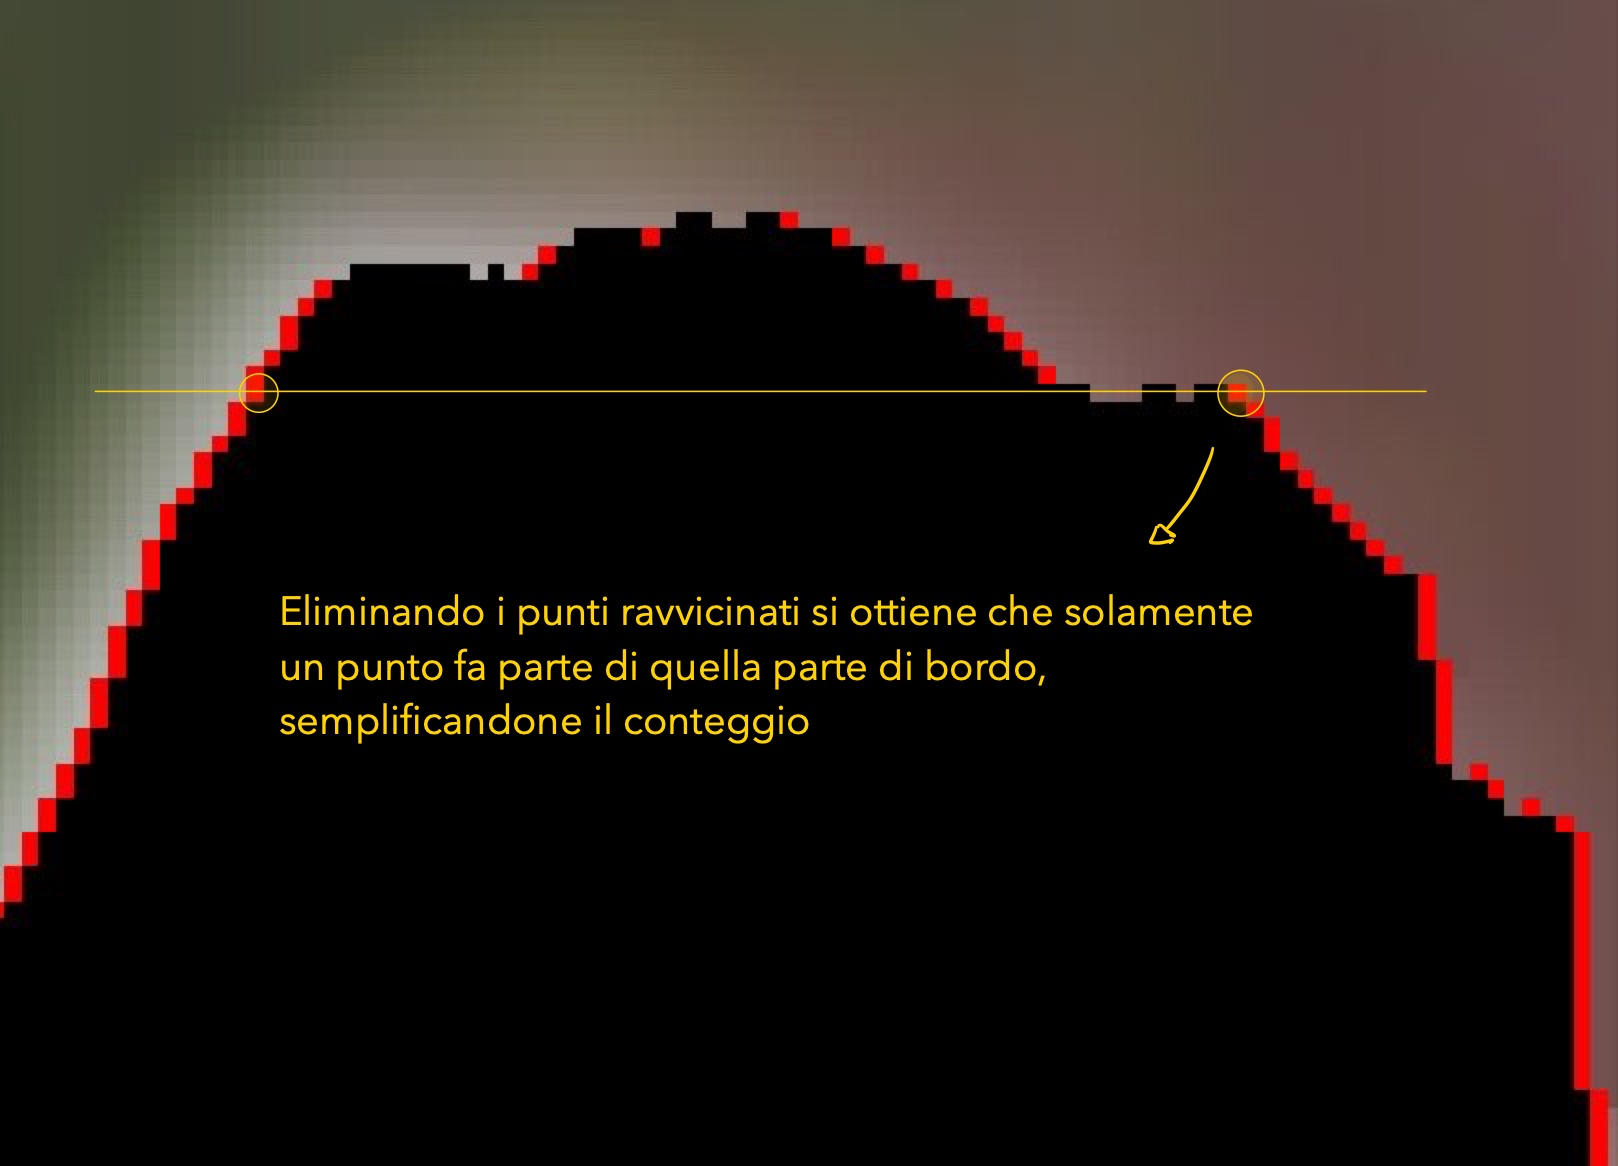 Eliminando i punti ravvicinati si ottiene che solamente
un punto fa parte di quella parte di bordo,
semplificandone il conteggio